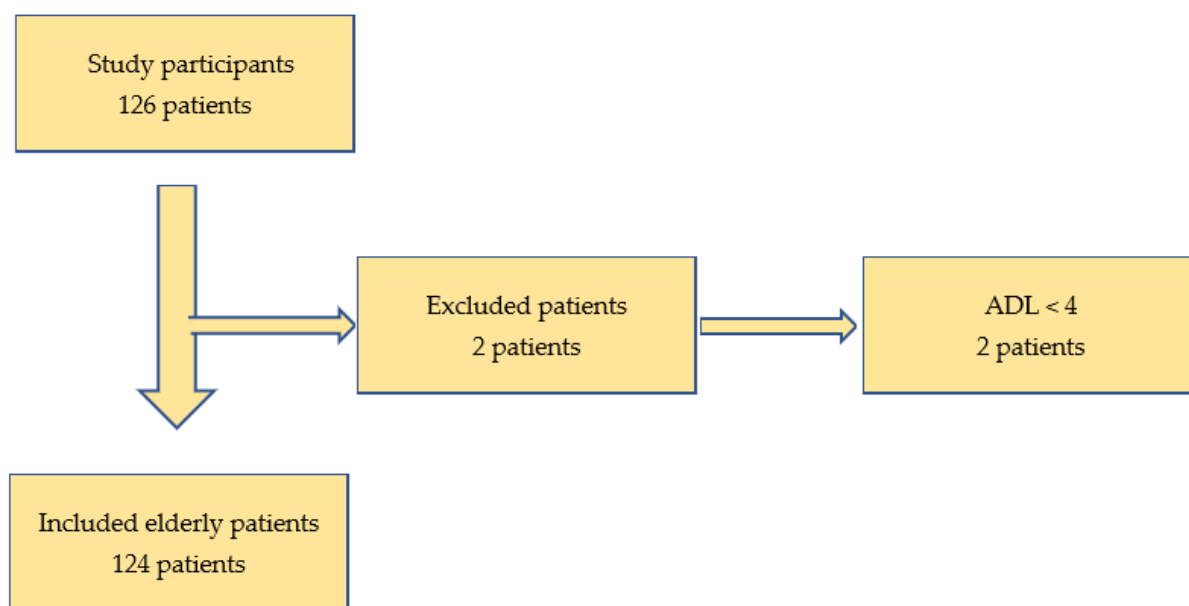 Study participants
126 patients
Excluded patients
2 patients
ADL < 4
2 patients
Included elderly patients
124 patients